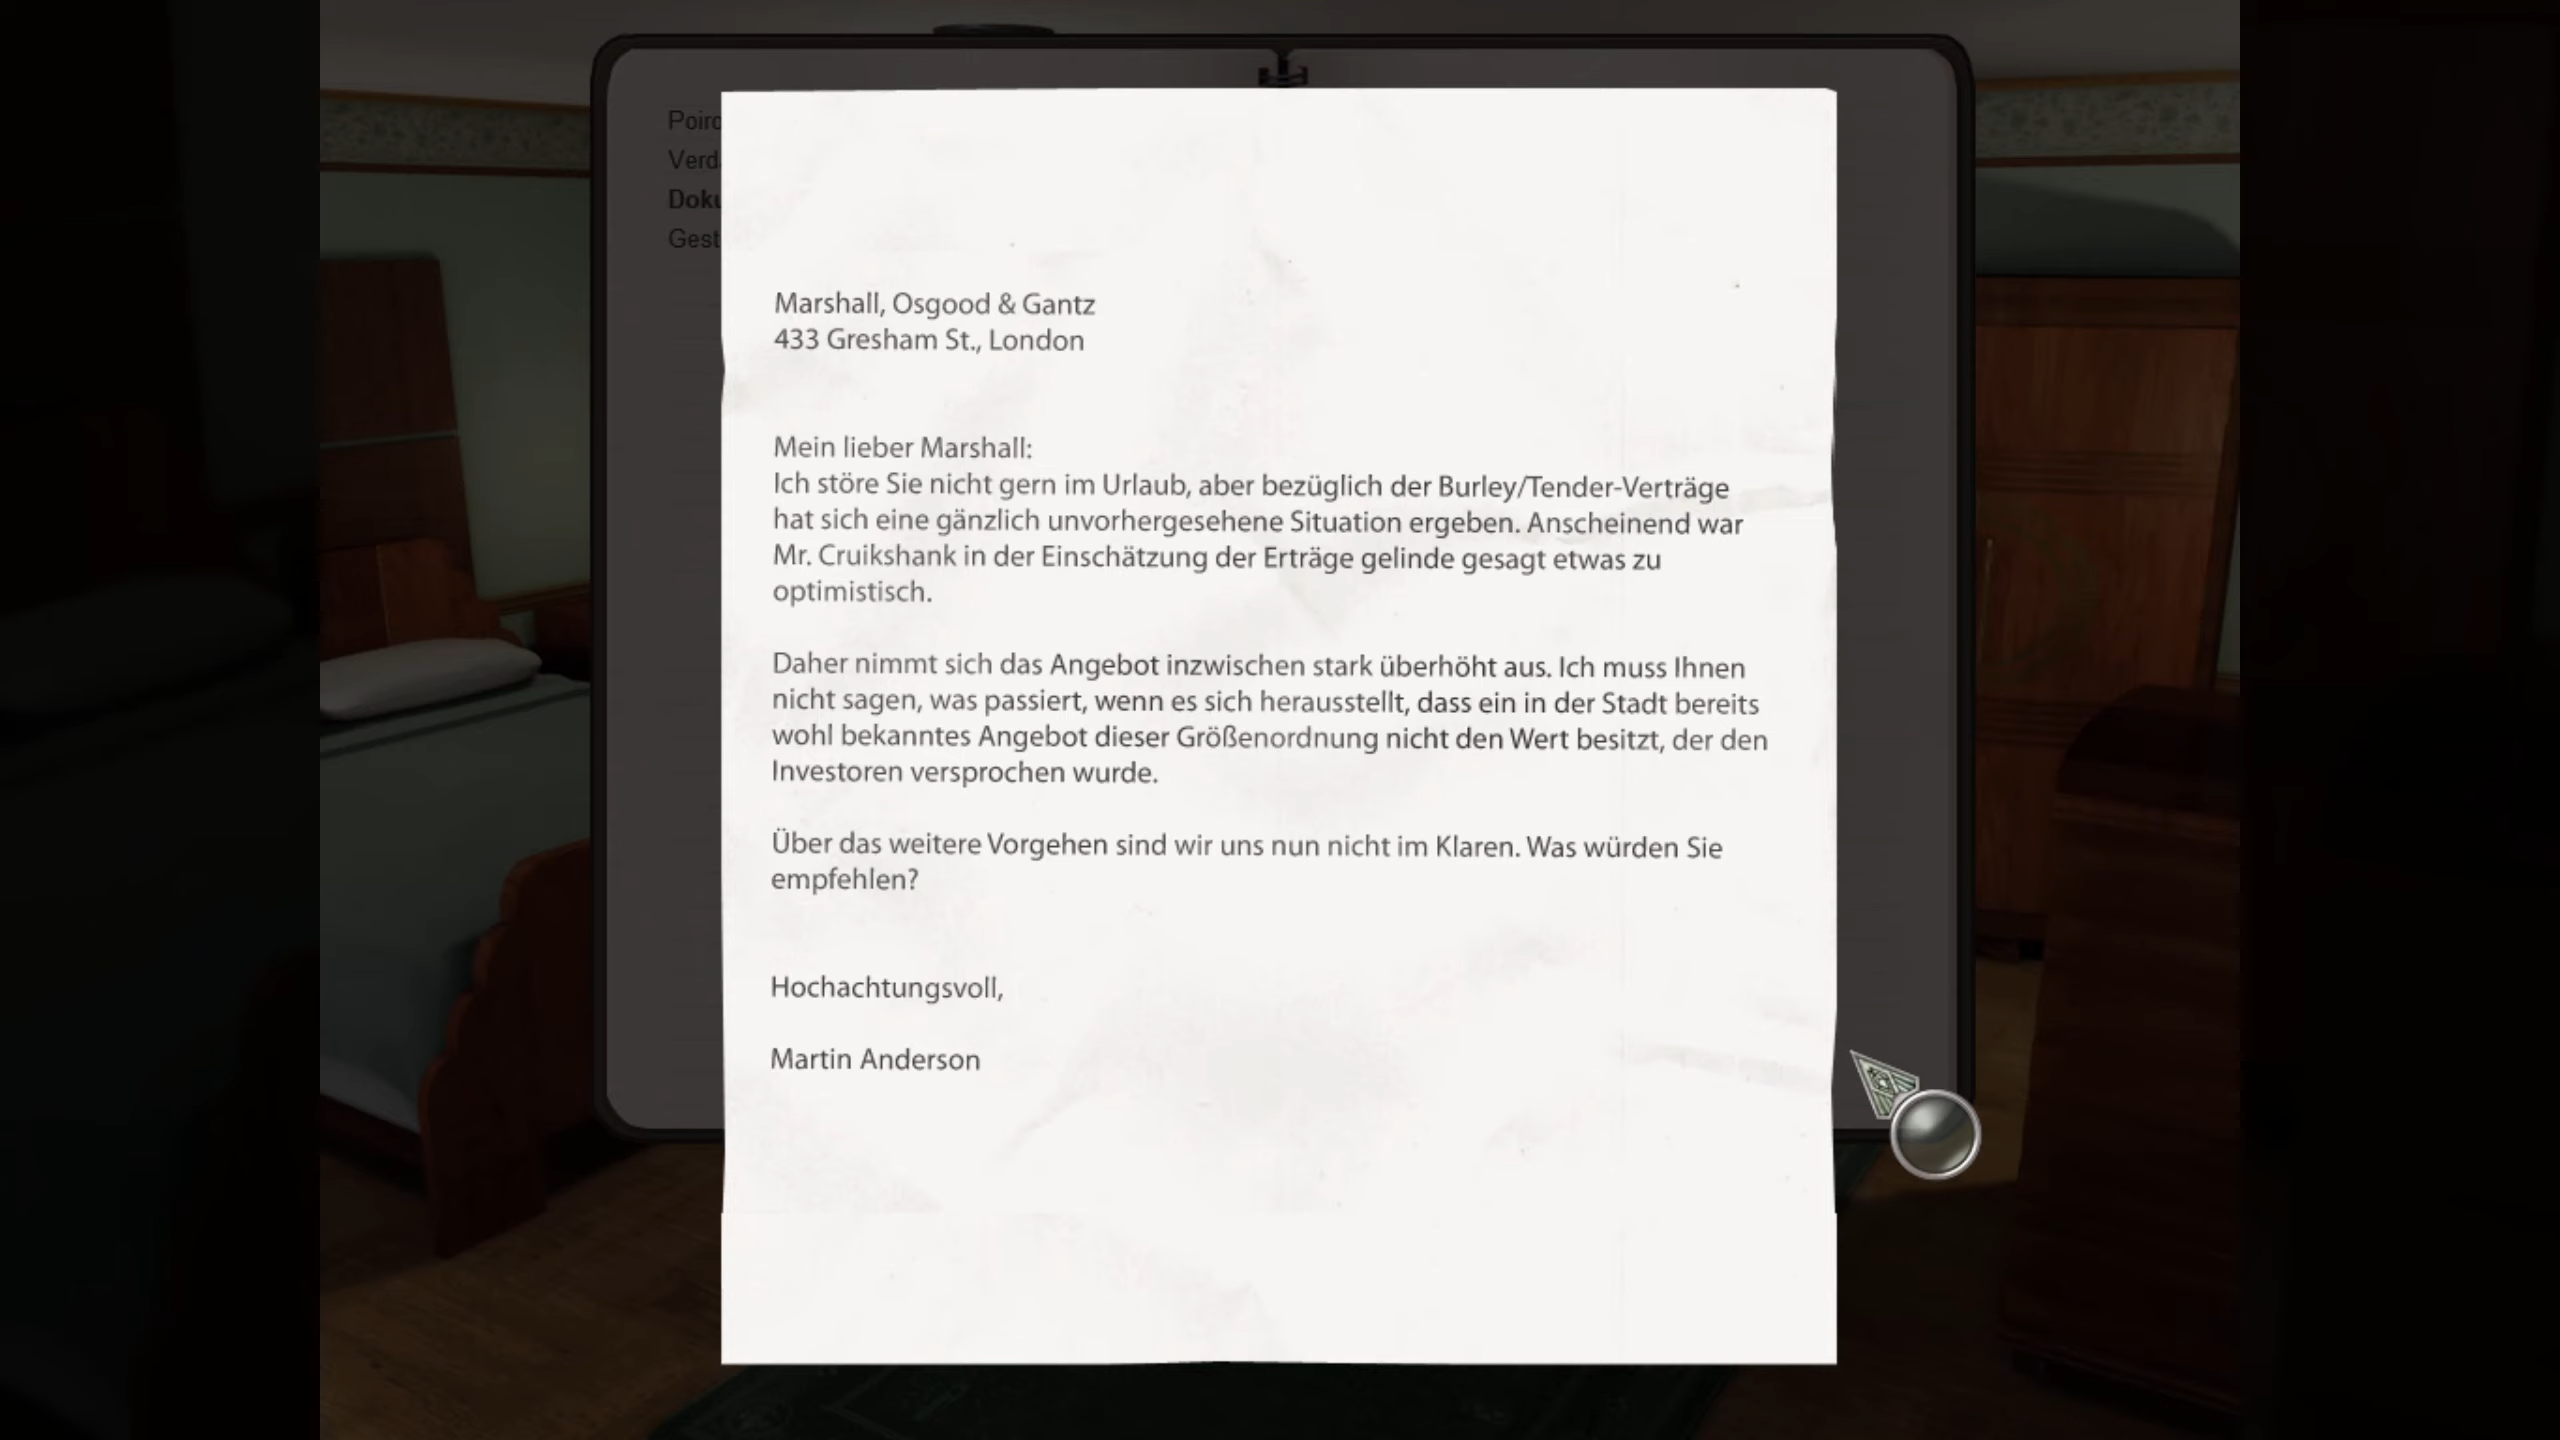 Marshall, Osgood & Gantz
433 Gresham St., London
Mein lieber Marshall:
Ich störe Sie nicht gern im Urlaub, aber bezüglich der Burley/Tender-Verträge
hat sich eine gänzlich unvorhergesehene Situation ergeben. Anscheinend war
Mr. Cruikshank in der Einschätzung der Erträge gelinde gesagt etwas zu
optimistisch.
Daher nimmt sich das Angebot inzwischen stark überhöht aus. Ich muss Ihnen
nicht sagen, was passiert, wenn es sich herausstellt, dass ein in der Stadt bereits
wohl bekanntes Angebot dieser Größenordnung nicht den Wert besitzt, der den
Investoren versprochen wurde.
Über das weitere Vorgehen sind wir uns nun nicht im Klaren. Was würden Sie
empfehlen?
Hochachtungsvoll,
Martin Anderson